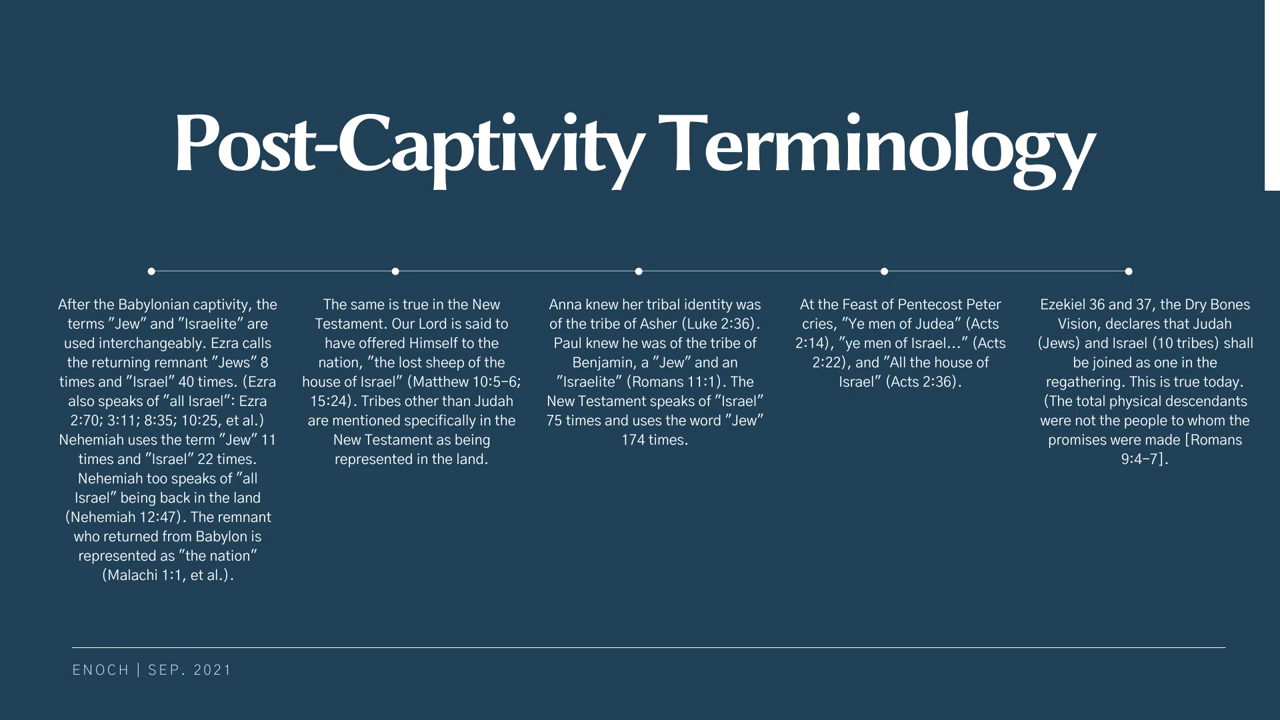 Post-Captivity Terminology
After the Babylonian captivity, the
terms "Jew" and "Israelite" are
used interchangeably. Ezra calls
the returning remnant "Jews" 8
times and "Israel" 40 times. (Ezra
also speaks of "all Israel": Ezra
2:70; 3:11; 8:35; 10:25, et al.)
Nehemiah uses the term "Jew" 11
times and "Israel" 22 times.
Nehemiah too speaks of "all
Israel" being back in the land
(Nehemiah 12:47). The remnant
who returned from Babylon is
represented as "the nation"
(Malachi 1:1, et al.).
The same is true in the New
Testament. Our Lord is said to
have offered Himself to the
nation, "the lost sheep of the
house of Israel" (Matthew 10:5-6;
15:24). Tribes other than Judah
are mentioned specifically in the
New Testament as being
represented in the land.
Anna knew her tribal identity was
of the tribe of Asher (Luke 2:36).
Paul knew he was of the tribe of
Benjamin, a "Jew" and an
"Israelite" (Romans 11:1). The
New Testament speaks of "Israel"
75 times and uses the word "Jew"
174 times.
At the Feast of Pentecost Peter
cries, "Ye men of Judea" (Acts
2:14), "ye men of Israel..." (Acts
2:22), and "All the house of
Israel" (Acts 2:36).
Ezekiel 36 and 37, the Dry Bones
Vision, declares that Judah
(Jews) and Israel (10 tribes) shall
be joined as one in the
regathering. This is true today.
(The total physical descendants
were not the people to whom the
promises were made [Romans
9:4-7].
ENOCH | SEP. 2021